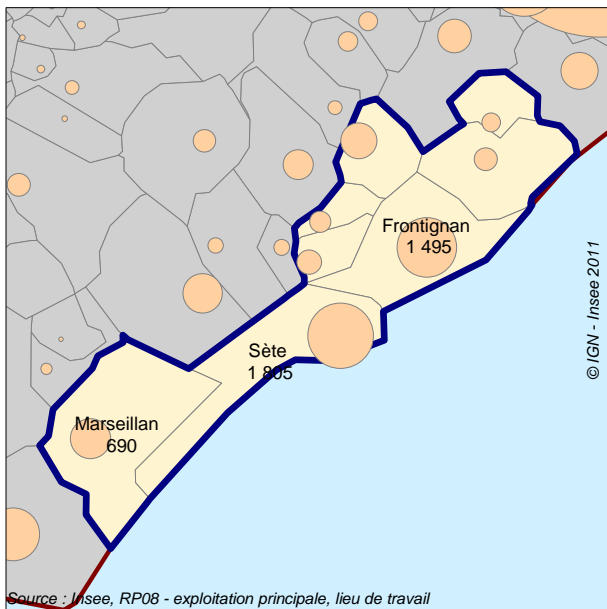 Frontignan
1 495
© IGN - Insee 2011
Sète
1 805
Marseillan
690
Source : Insee, RP08 - exploitation principale, lieu de travail